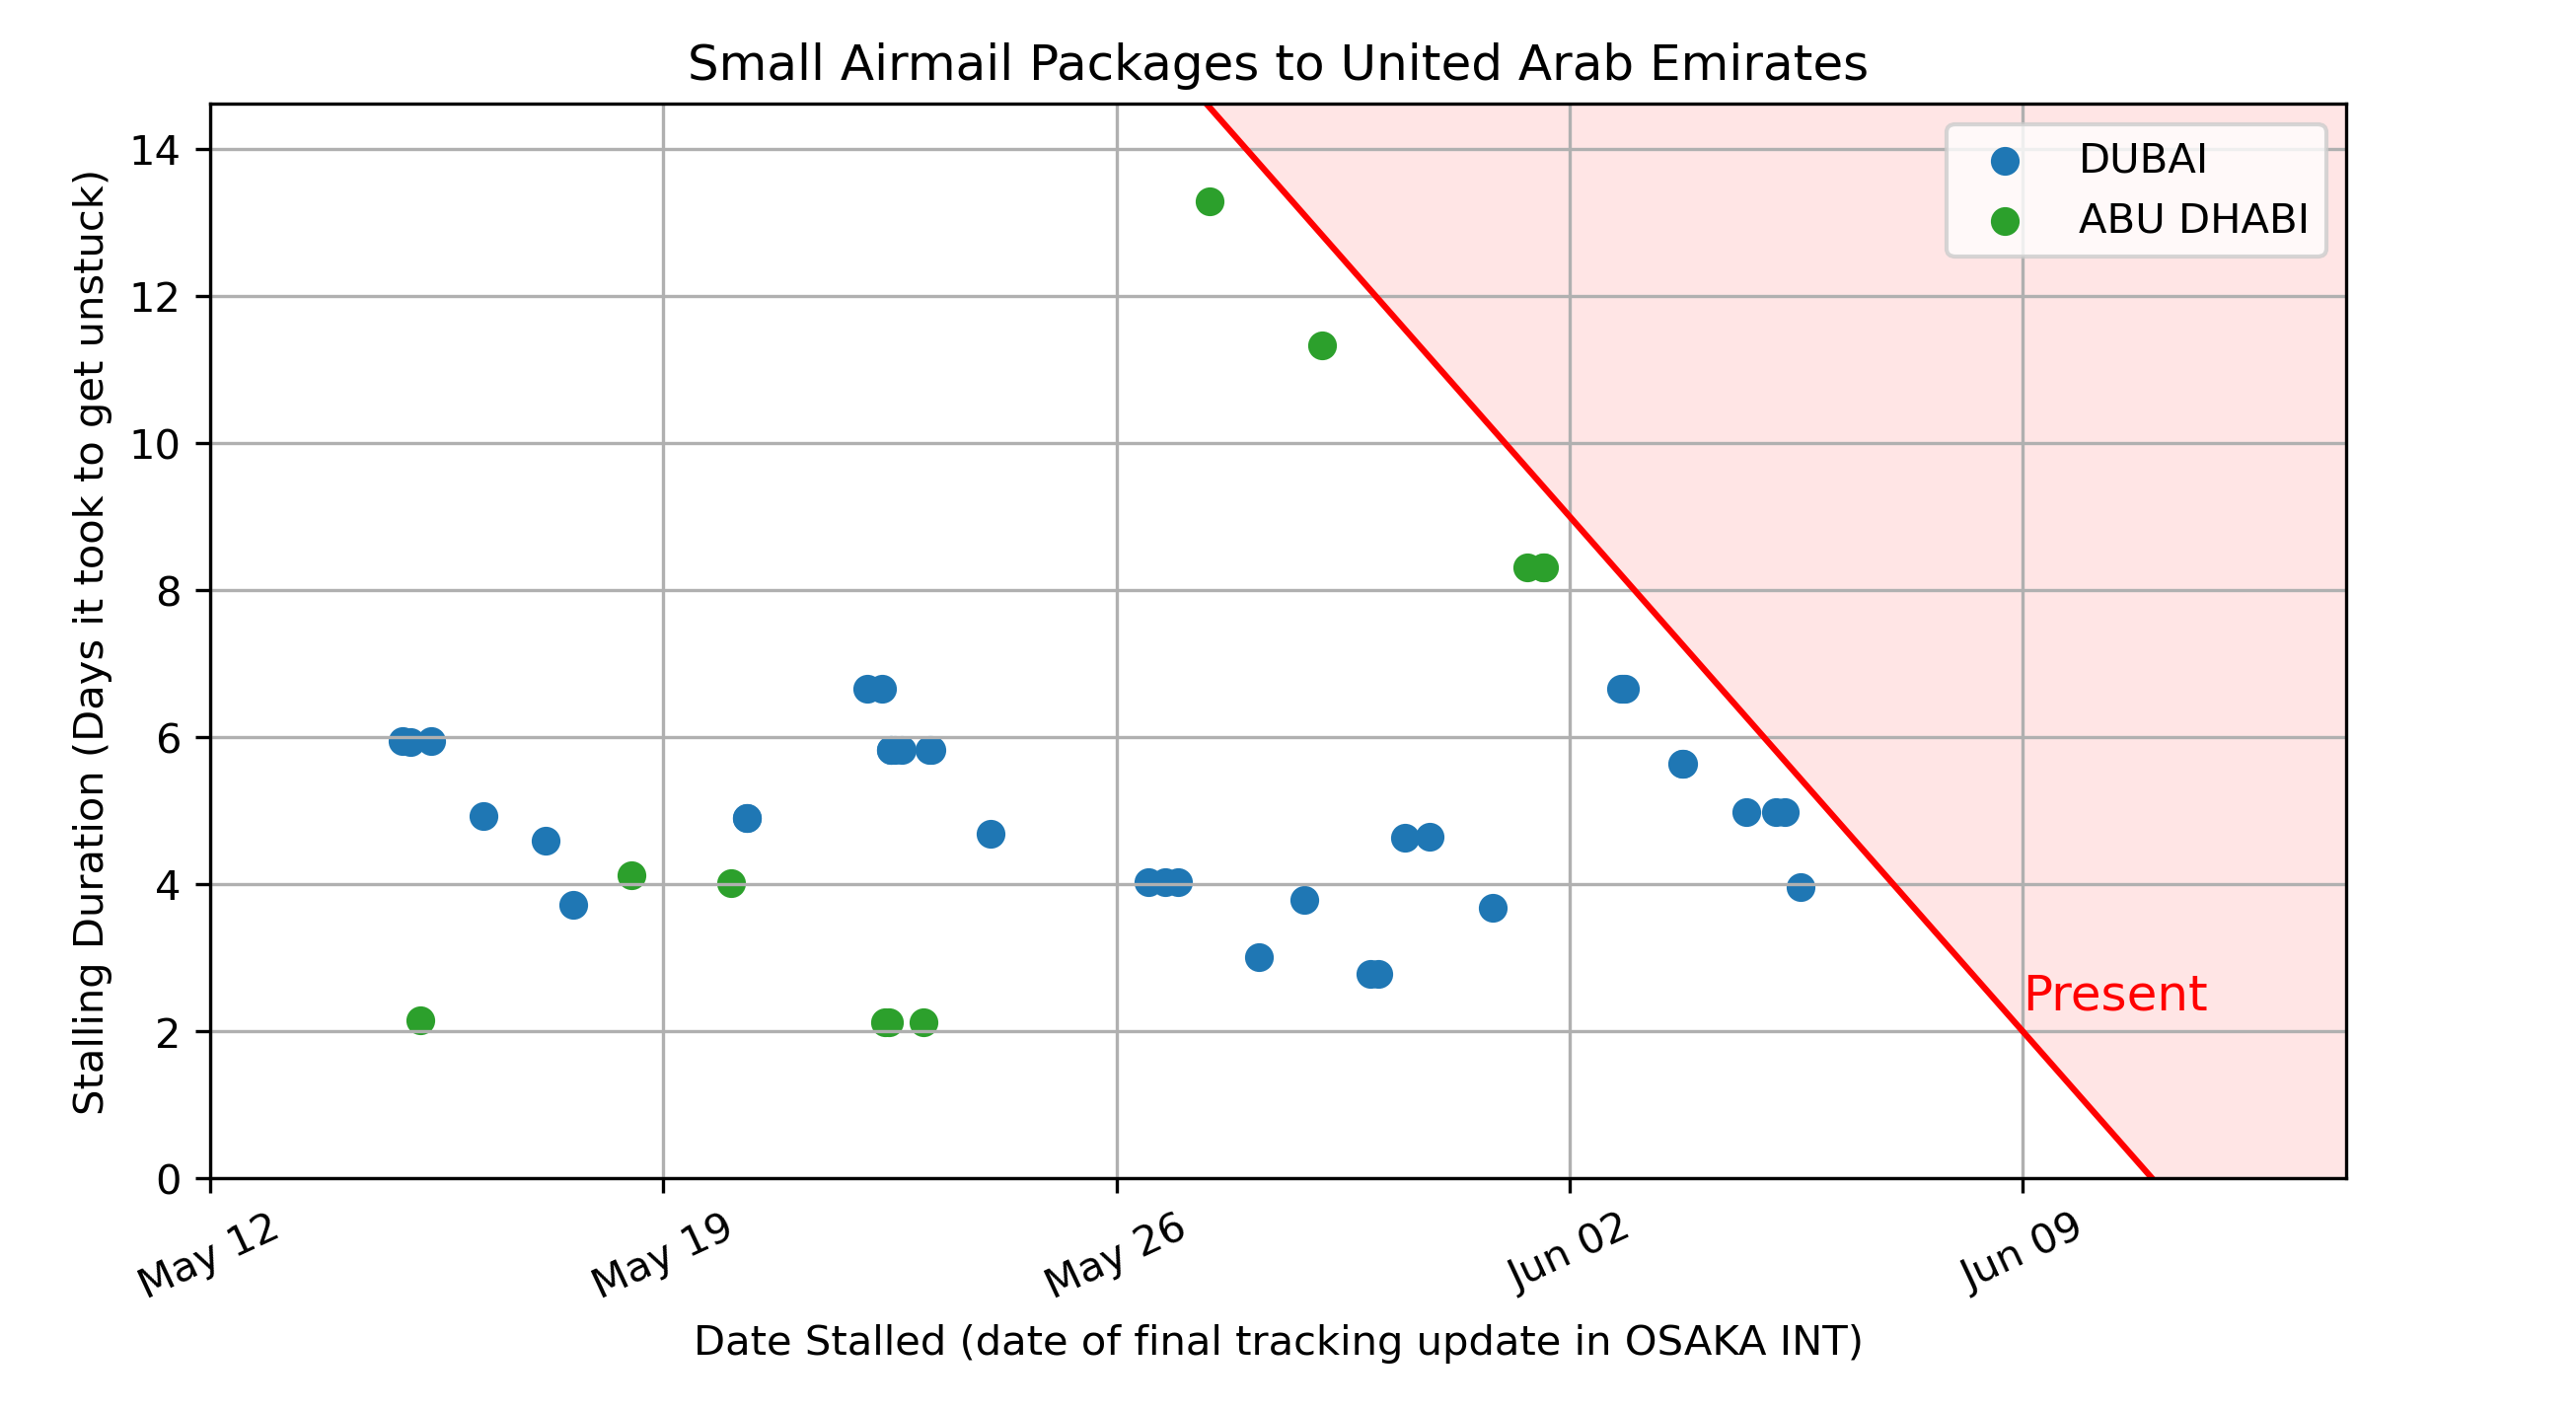 Small Airmail Packages to United Arab Emirates
Stalling Duration (Days it took to get unstuck)
14
12
10
8
6
4
2
0
DUBAI
ABU DHABI
Present
May 12
May 19
May 26
Jun 02
Jun 09
Date Stalled (date of final tracking update in OSAKA INT)